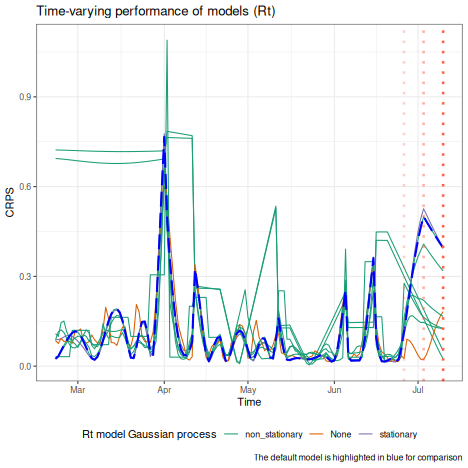 Time-varying performance of models (Rt)
CRPS
0.9
0.6
0.3
0.0
Mar
Apr
May
Jun
Jul
Time
Rt model Gaussian process
non_stationary
None
stationary
The default model is highlighted in blue for comparison